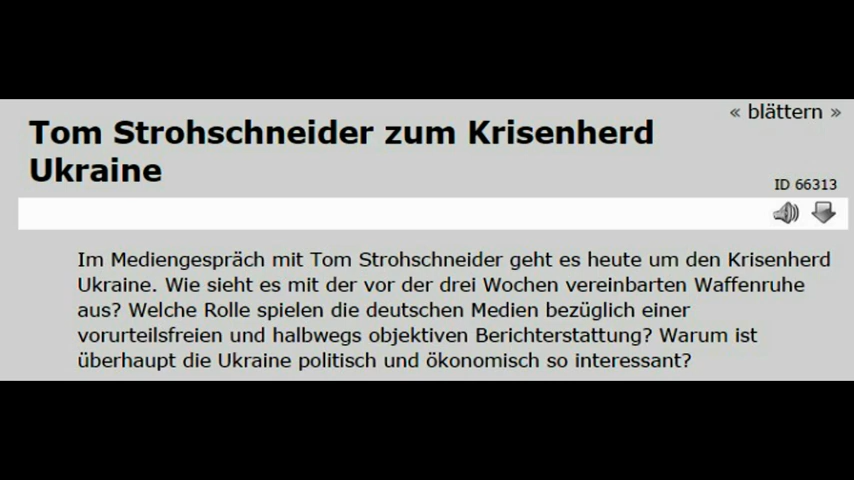 « blättern »
Tom Strohschneider zum Krisenherd
Ukraine
ID 66313
Im Mediengespräch mit Tom Strohschneider geht es heute um den Krisenherd
Ukraine. Wie sieht es mit der vor der drei Wochen vereinbarten Waffenruhe
aus? Welche Rolle spielen die deutschen Medien bezüglich einer
vorurteilsfreien und halbwegs objektiven Berichterstattung? Warum ist
überhaupt die Ukraine politisch und ökonomisch so interessant?